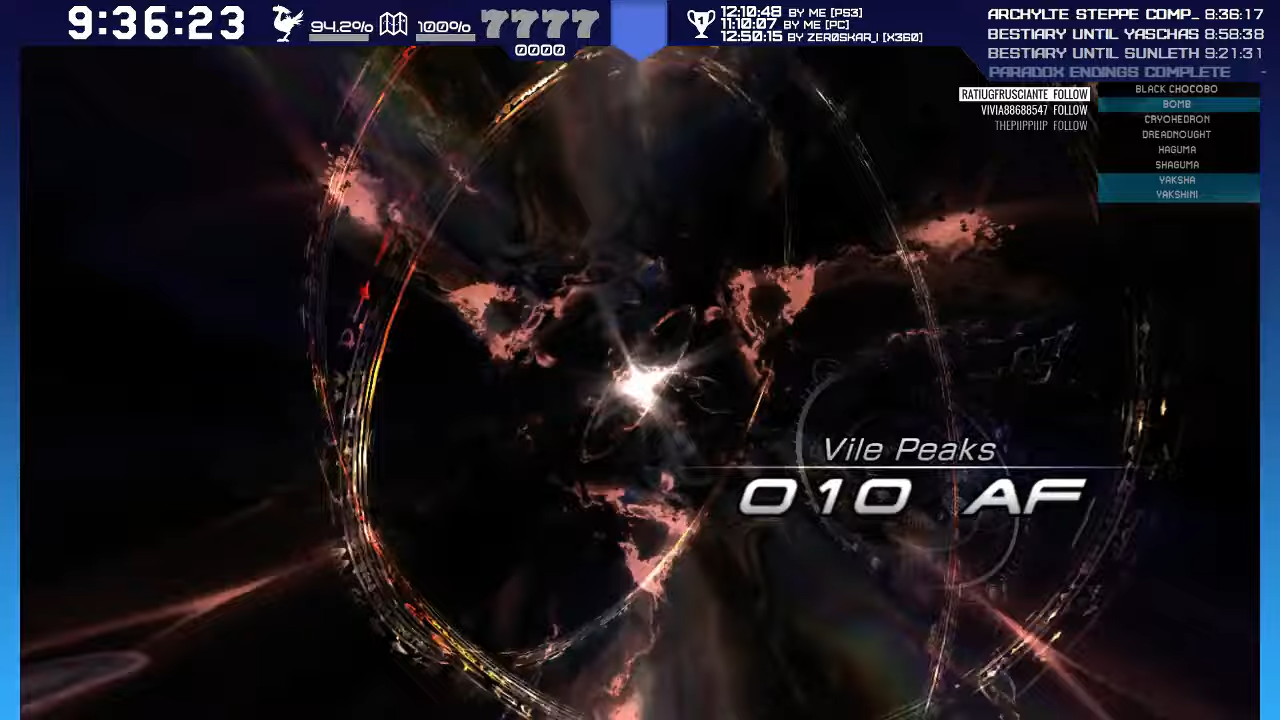 9:36:23
94.2%
100%
7777
0000
12:10:48 BY ME [PS3]
11:10:07 BY ME [PC]
12:50:15 BY ZER0SKAR_I [X360]
ARCHYLTE STEPPE COMP_ 8:36:17
BESTIARY UNTIL YASCHAS 8:56:38
BESTIARY UNTIL SUNLETH 9:21:31
PARADOX ENDINGS COMPLETE -
RATIUGFRUSCIANTE FOLLOW
VIVIA88688547 FOLLOW
THEPIIPPIIIP FOLLOW
BLACK CHOCOBO
BOMB
CRYOHEDRON
DREADNOUGHT
HAGUMA
SHAGUMA
YAKSHA
YAKSHINI
Vile Peaks
010 AF